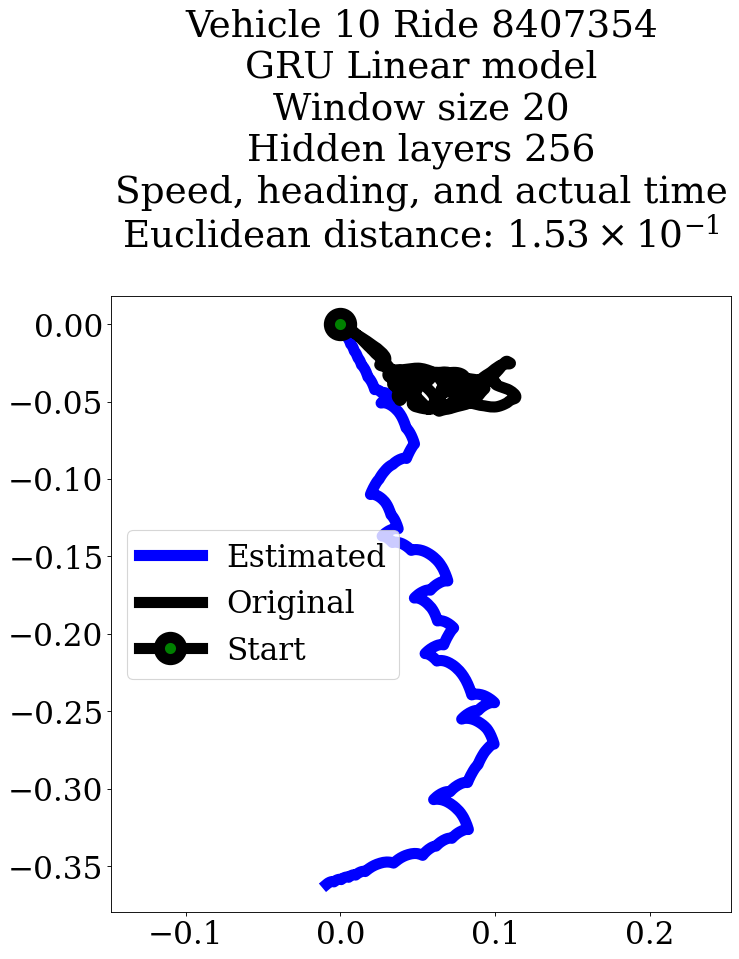 Vehicle 10 Ride 8407354
GRU Linear model
Window size 20
Hidden layers 256
Speed, heading, and actual time
Euclidean distance: 1.53 × 10⁻¹
0.00
−0.05
−0.10
−0.15
−0.20
−0.25
−0.30
−0.35
Estimated
Original
Start
−0.1
0.0
0.1
0.2